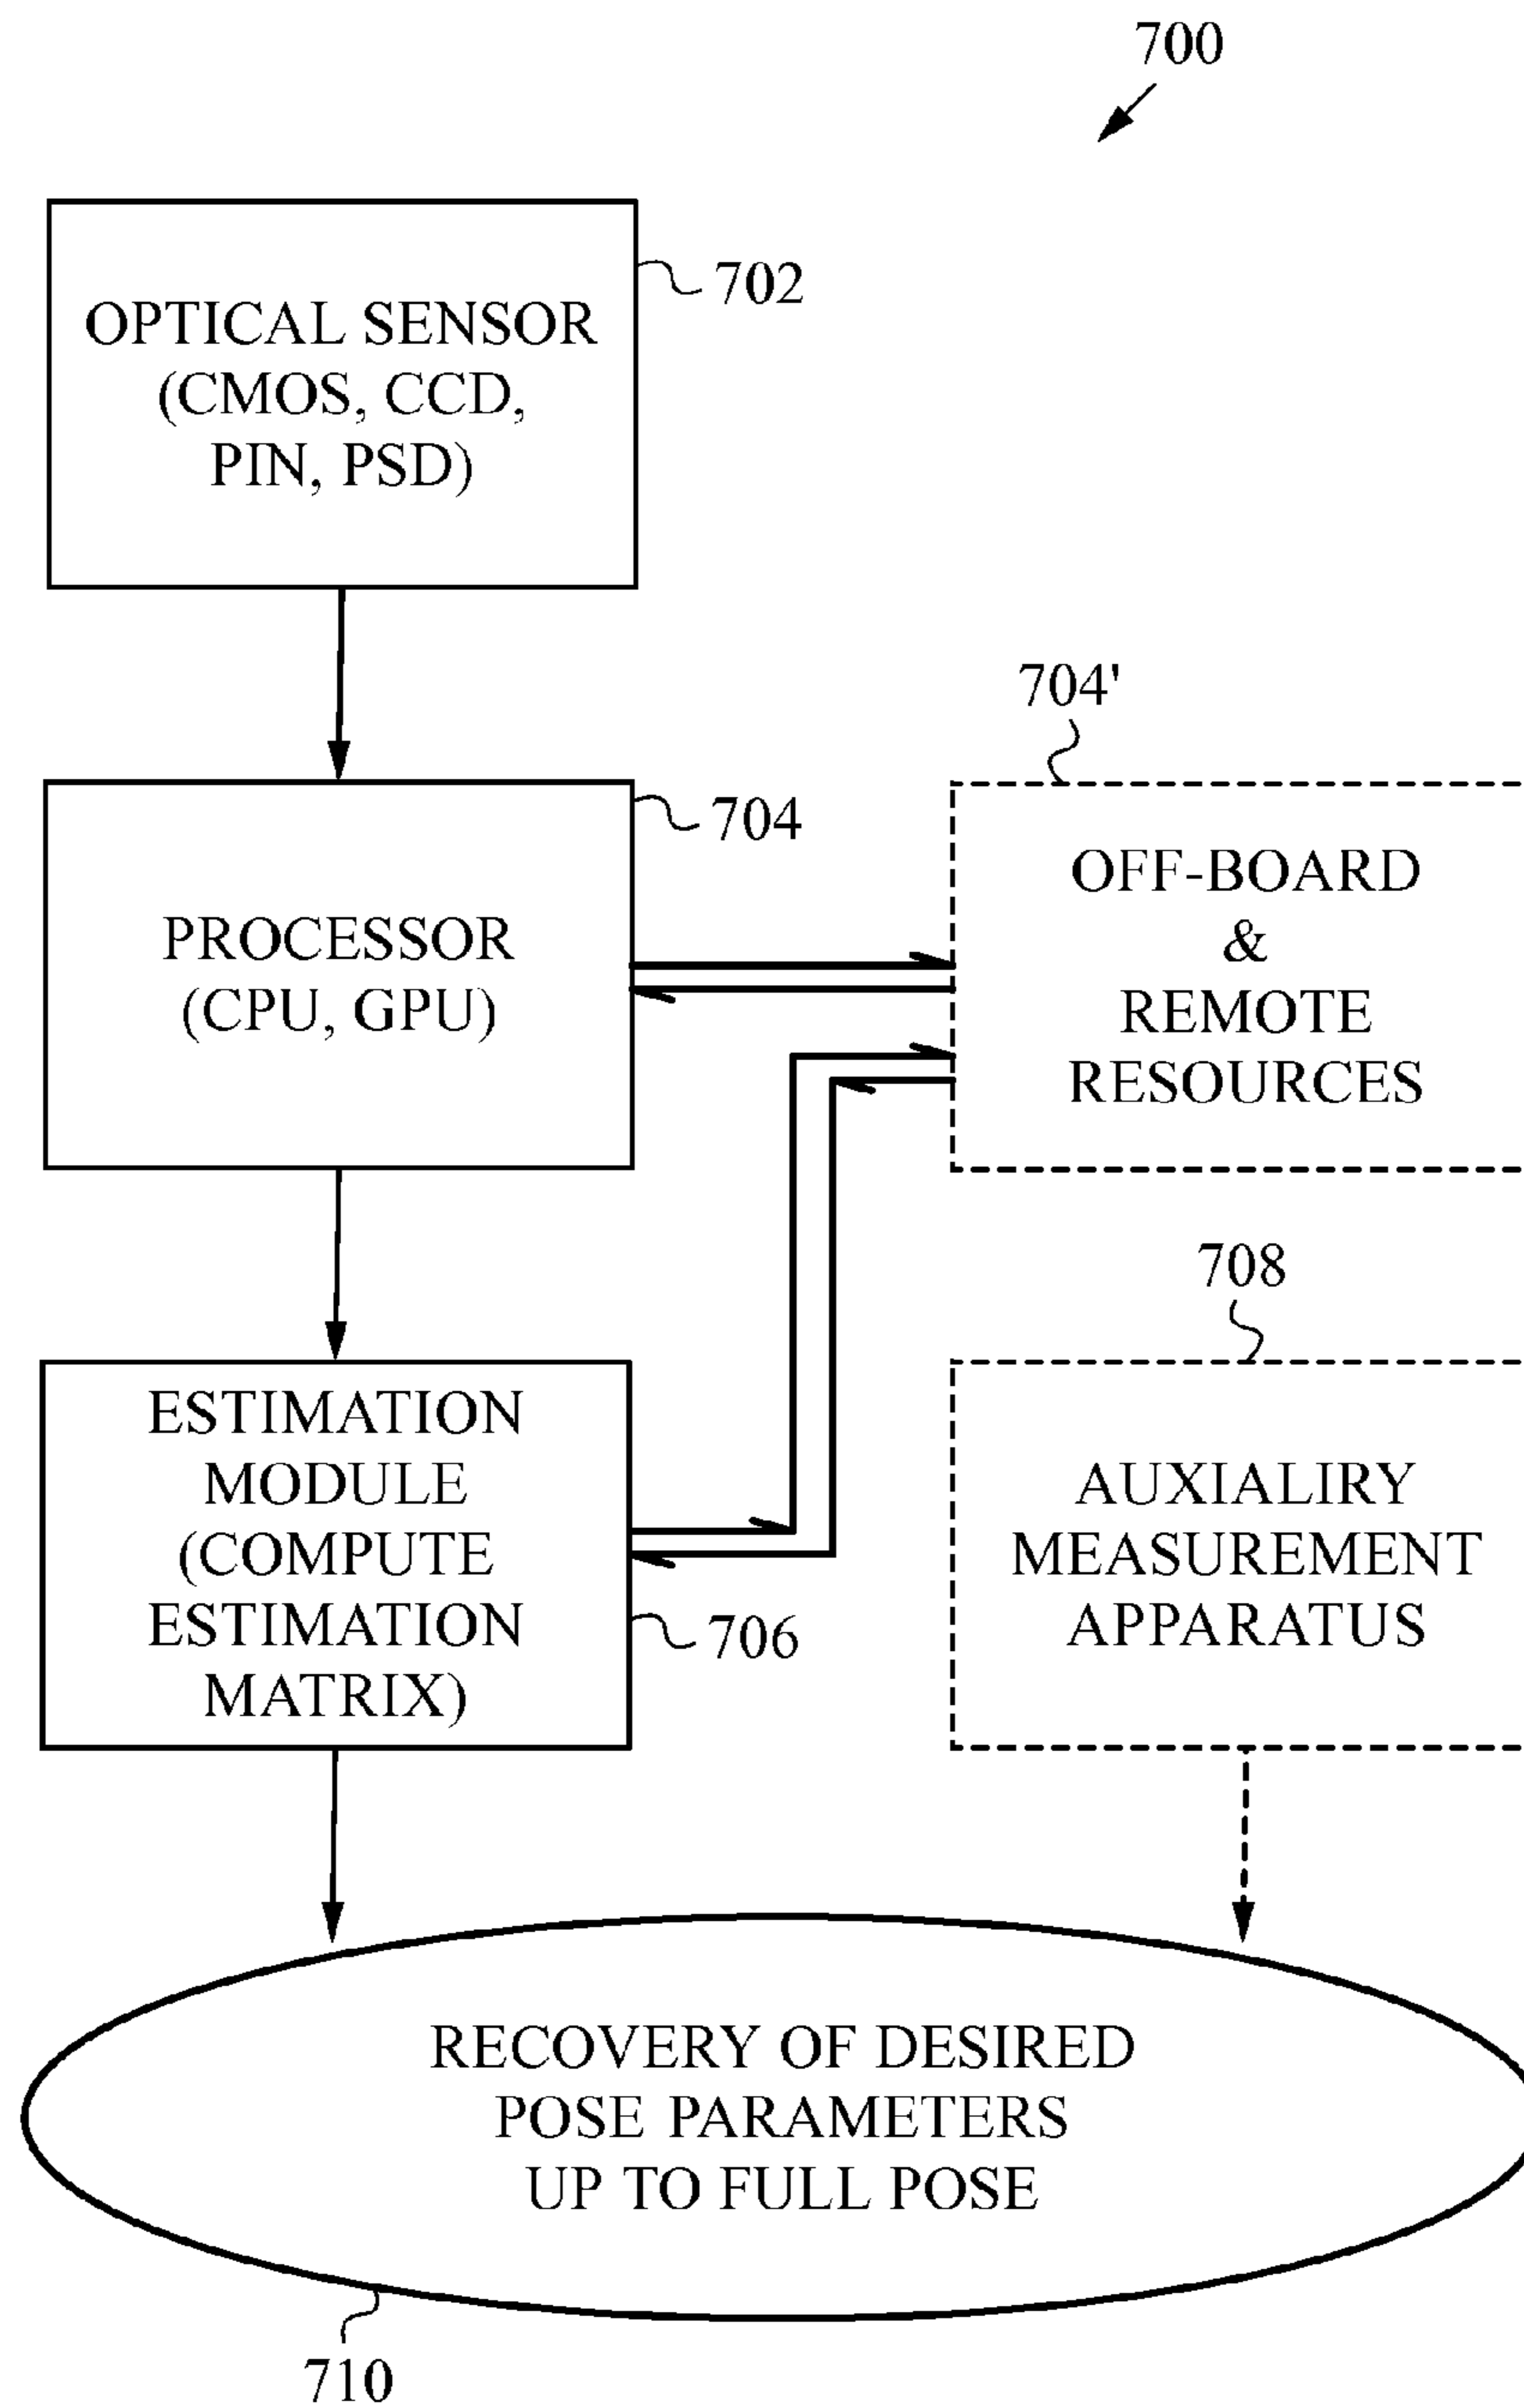 700
OPTICAL SENSOR
(CMOS, CCD,
PIN, PSD)
702
704'
PROCESSOR
(CPU, GPU)
704
OFF-BOARD
&
REMOTE
RESOURCES
708
ESTIMATION
MODULE
(COMPUTE
ESTIMATION
MATRIX)
706
AUXIALIRY
MEASUREMENT
APPARATUS
RECOVERY OF DESIRED
POSE PARAMETERS
UP TO FULL POSE
710